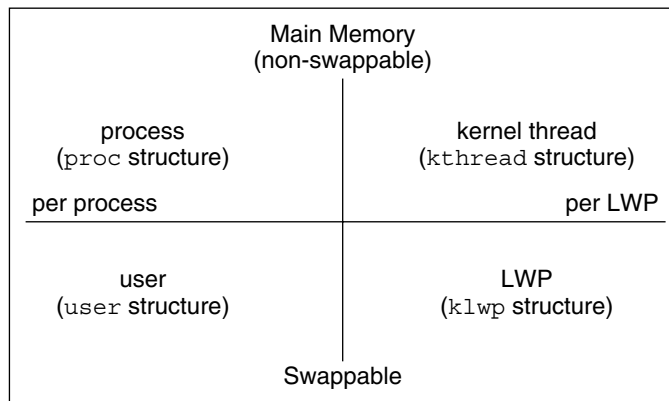 Main Memory
(non-swappable)
process
(proc structure)
kernel thread
(kthread structure)
per process
per LWP
user
(user structure)
LWP
(klwp structure)
Swappable